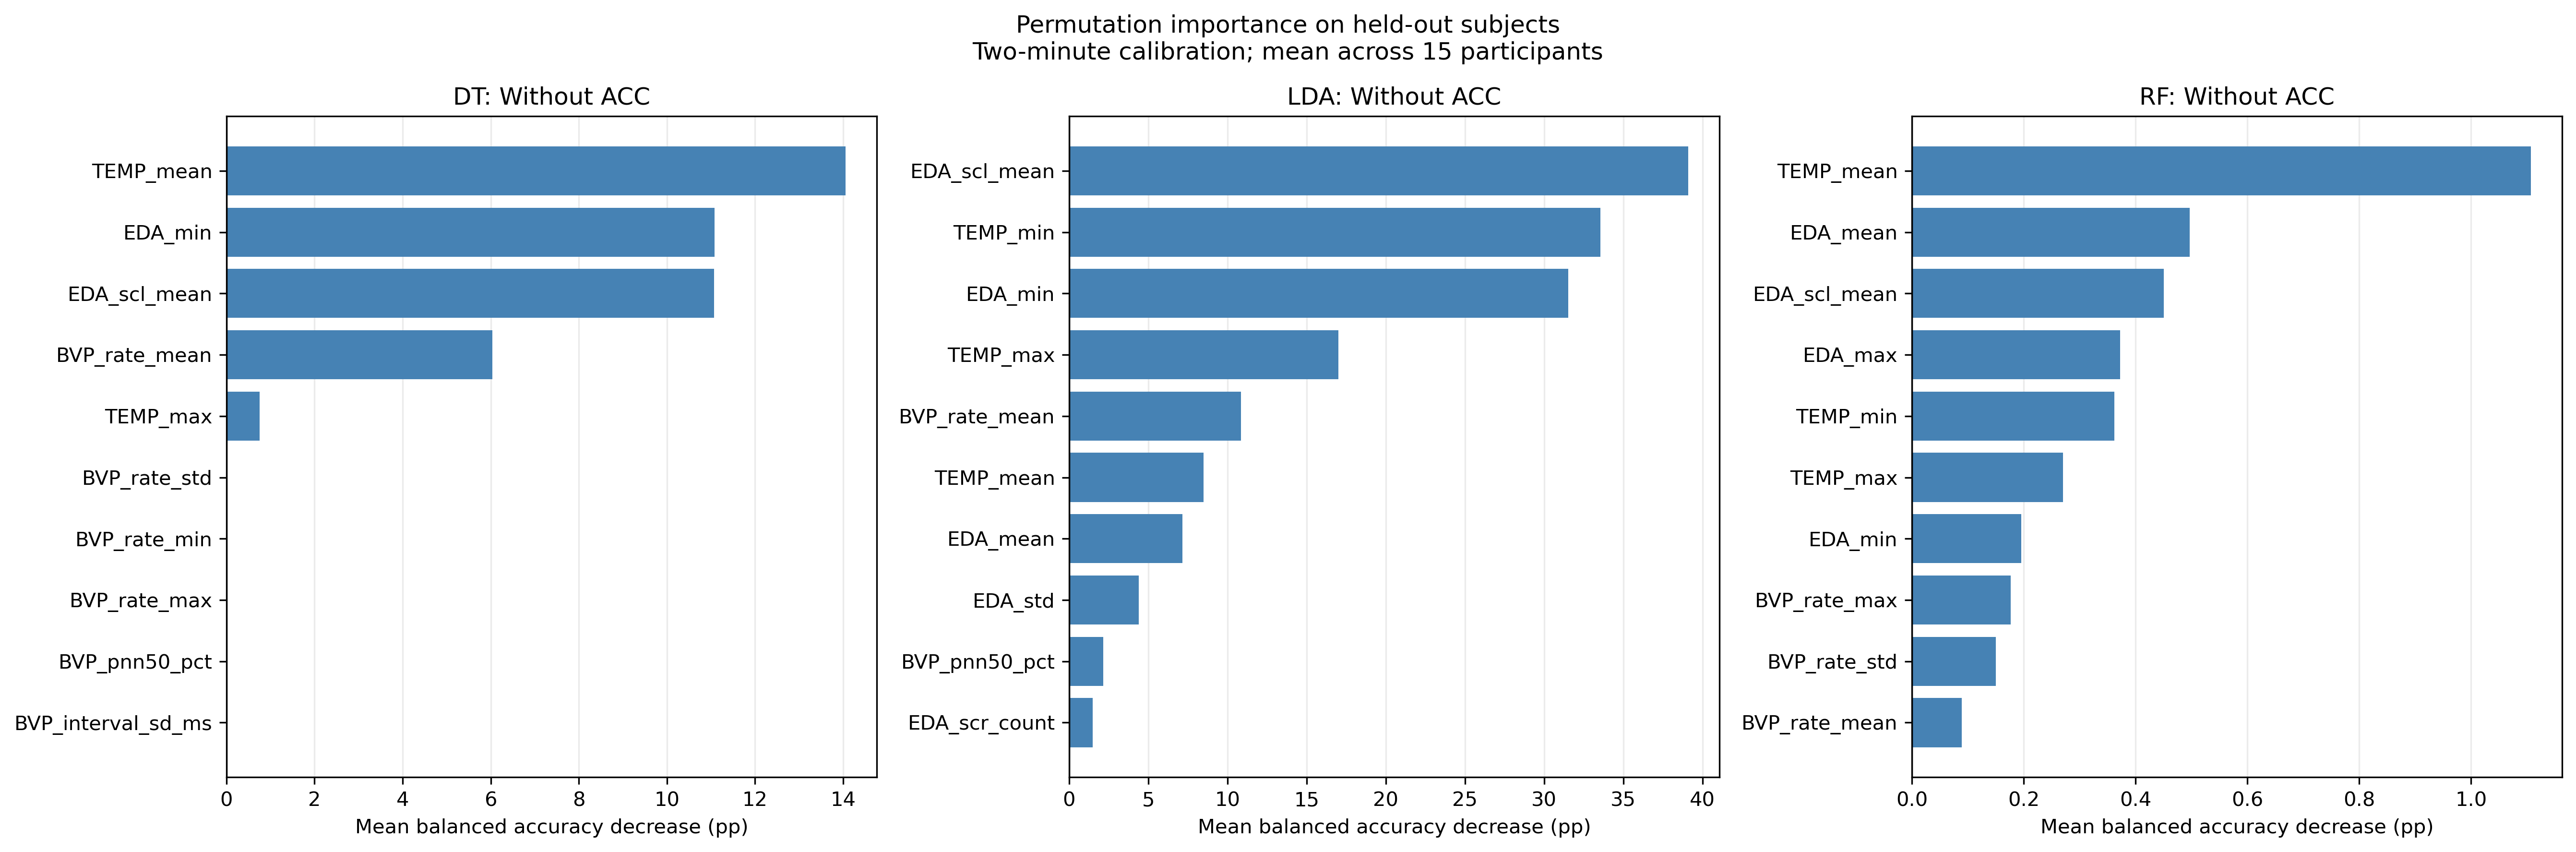 Permutation importance on held-out subjects
Two-minute calibration; mean across 15 participants
DT: Without ACC
TEMP_mean
EDA_min
EDA_scl_mean
BVP_rate_mean
TEMP_max
BVP_rate_std
BVP_rate_min
BVP_rate_max
BVP_pnn50_pct
BVP_interval_sd_ms
0 2 4 6 8 10 12 14
Mean balanced accuracy decrease (pp)
LDA: Without ACC
EDA_scl_mean
TEMP_min
EDA_min
TEMP_max
BVP_rate_mean
TEMP_mean
EDA_mean
EDA_std
BVP_pnn50_pct
EDA_scr_count
0 5 10 15 20 25 30 35 40
Mean balanced accuracy decrease (pp)
RF: Without ACC
TEMP_mean
EDA_mean
EDA_scl_mean
EDA_max
TEMP_min
TEMP_max
EDA_min
BVP_rate_max
BVP_rate_std
BVP_rate_mean
0.0 0.2 0.4 0.6 0.8 1.0
Mean balanced accuracy decrease (pp)